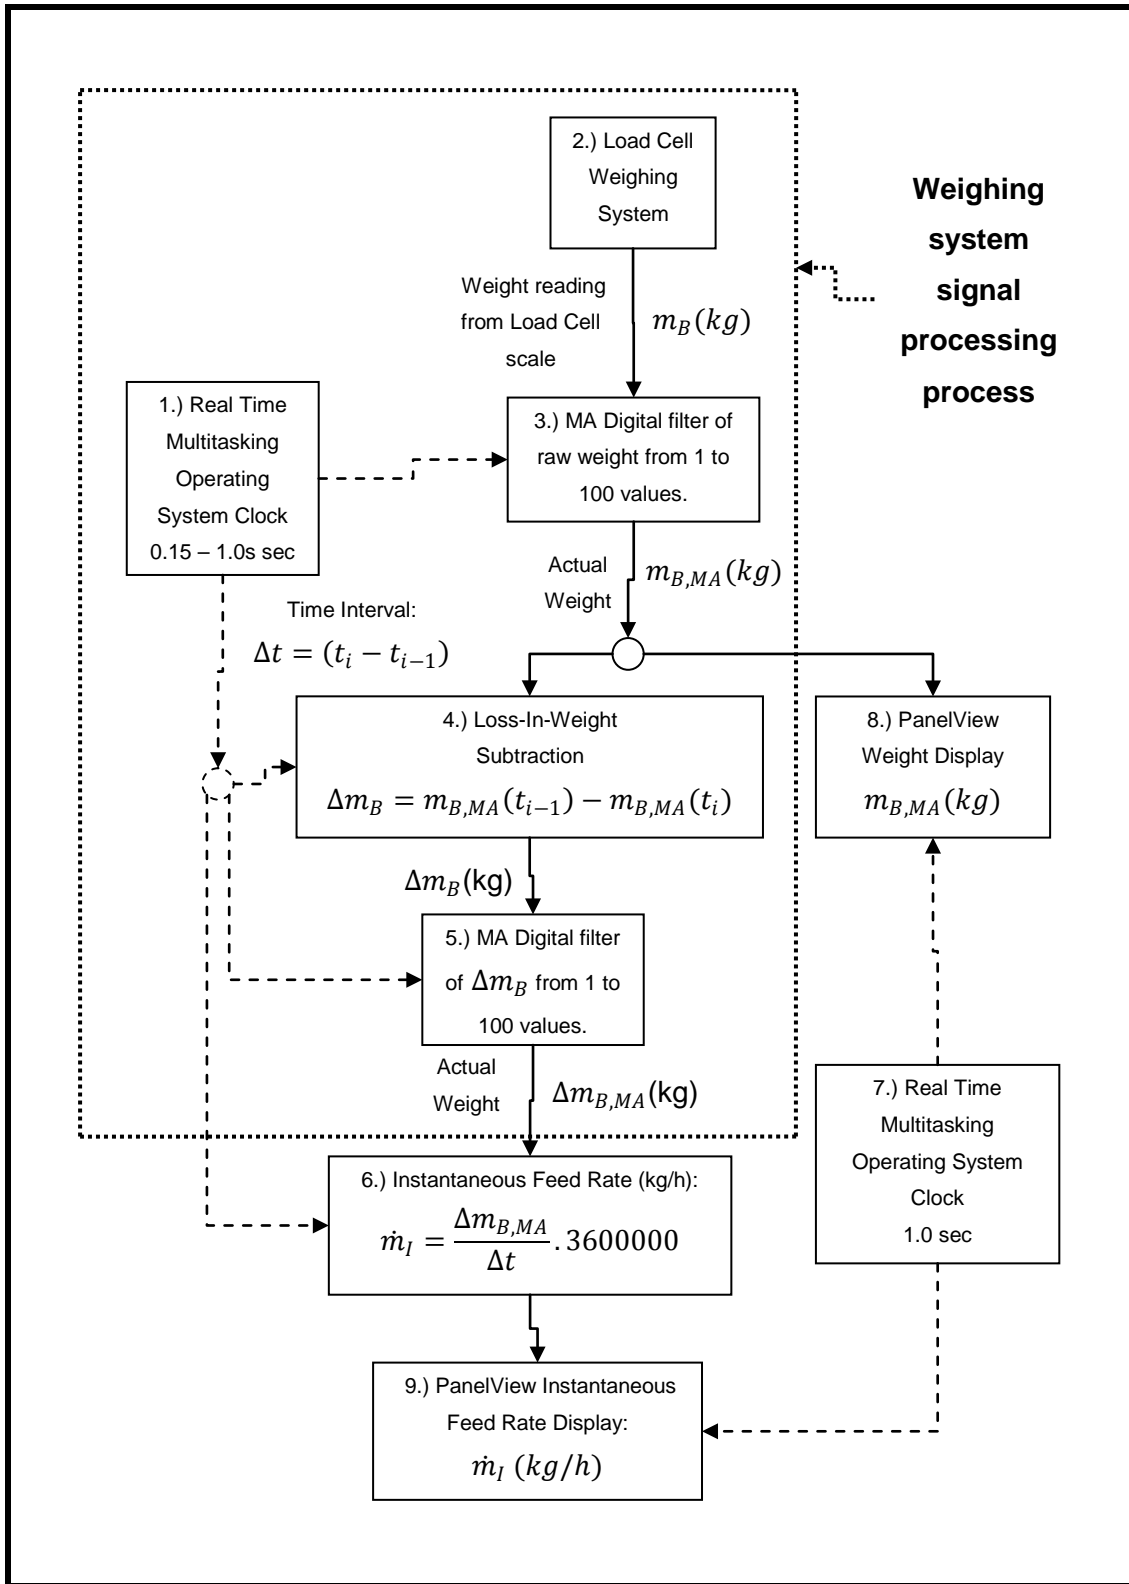 2.) Load Cell
Weighing
System
Weighing
system
signal
processing
process
Weight reading
from Load Cell
scale
m_B(kg)
1.) Real Time
Multitasking
Operating
System Clock
0.15 – 1.0s sec
3.) MA Digital filter of
raw weight from 1 to
100 values.
Actual
Weight
m_{B,MA}(kg)
Time Interval:
Δt = (t_i − t_{i−1})
4.) Loss-In-Weight
Subtraction
Δm_B = m_{B,MA}(t_{i−1}) − m_{B,MA}(t_i)
8.) PanelView
Weight Display
m_{B,MA}(kg)
Δm_B(kg)
5.) MA Digital filter
of Δm_B from 1 to
100 values.
Actual
Weight
Δm_{B,MA}(kg)
7.) Real Time
Multitasking
Operating System
Clock
1.0 sec
6.) Instantaneous Feed Rate (kg/h):
ṁ_I = Δm_{B,MA}/Δt . 3600000
9.) PanelView Instantaneous
Feed Rate Display:
ṁ_I (kg/h)